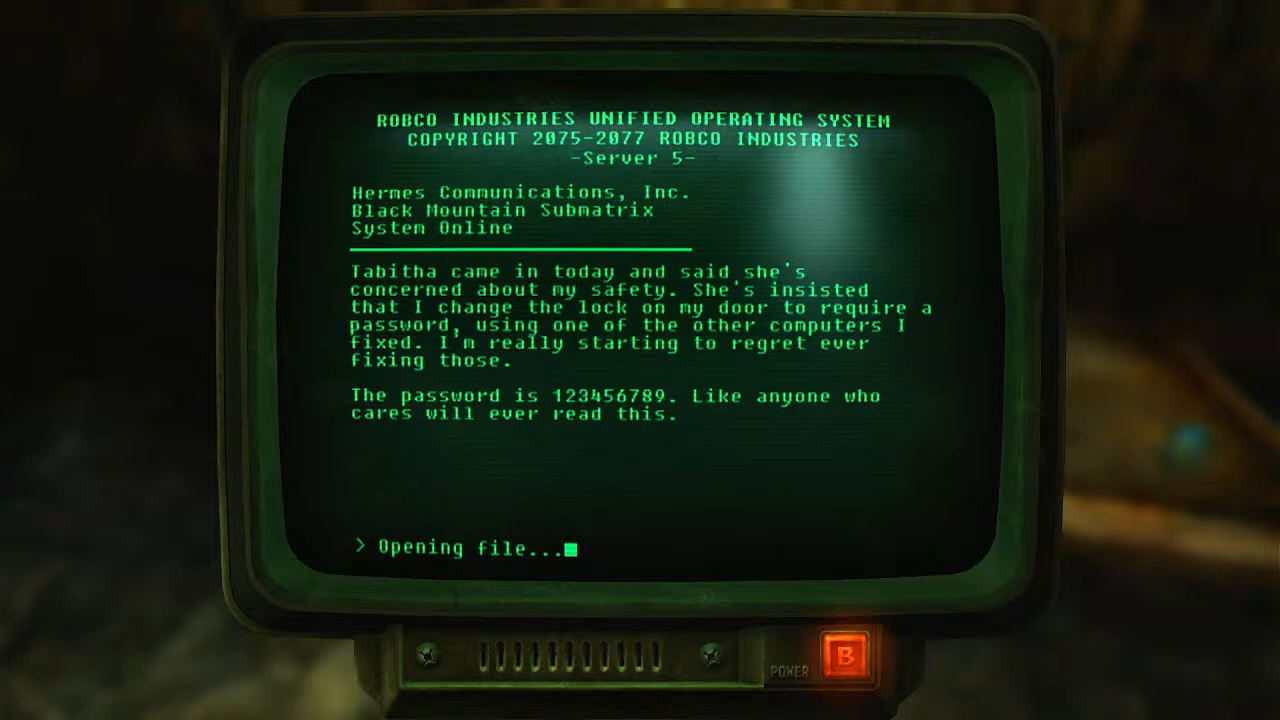 ROBCO INDUSTRIES UNIFIED OPERATING SYSTEM
COPYRIGHT 2075-2077 ROBCO INDUSTRIES
-Server 5-
Hermes Communications, Inc.
Black Mountain Submatrix
System Online
Tabitha came in today and said she's
concerned about my safety. She's insisted
that I change the lock on my door to require a
password, using one of the other computers I
fixed. I'm really starting to regret ever
fixing those.
The password is 123456789. Like anyone who
cares will ever read this.
> Opening file...
POWER B